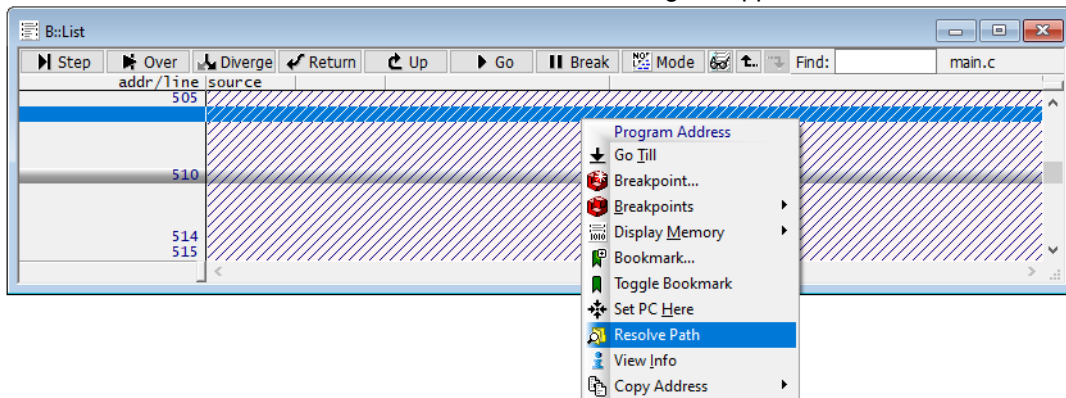 B::List
Step Over Diverge Return Up Go Break Mode t.. Find: main.c
addr/line source
505
510
514
515
Program Address
Go Till
Breakpoint...
Breakpoints
Display Memory
Bookmark...
Toggle Bookmark
Set PC Here
Resolve Path
View Info
Copy Address